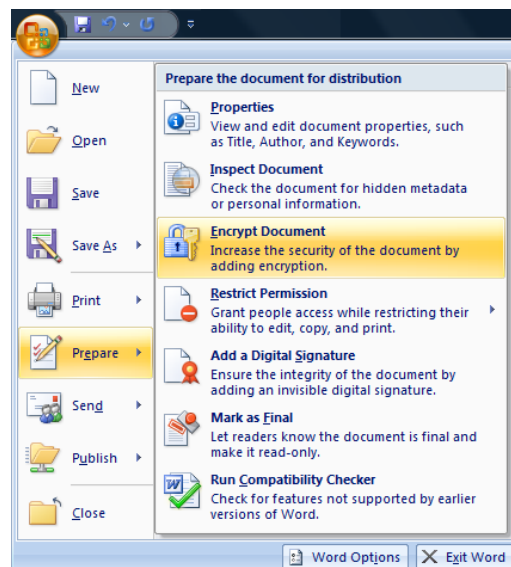 New
Open
Save
Save As
Print
Prepare
Send
Publish
Close
Prepare the document for distribution
Properties
View and edit document properties, such
as Title, Author, and Keywords.
Inspect Document
Check the document for hidden metadata
or personal information.
Encrypt Document
Increase the security of the document by
adding encryption.
Restrict Permission
Grant people access while restricting their
ability to edit, copy, and print.
Add a Digital Signature
Ensure the integrity of the document by
adding an invisible digital signature.
Mark as Final
Let readers know the document is final and
make it read-only.
Run Compatibility Checker
Check for features not supported by earlier
versions of Word.
Word Options
Exit Word